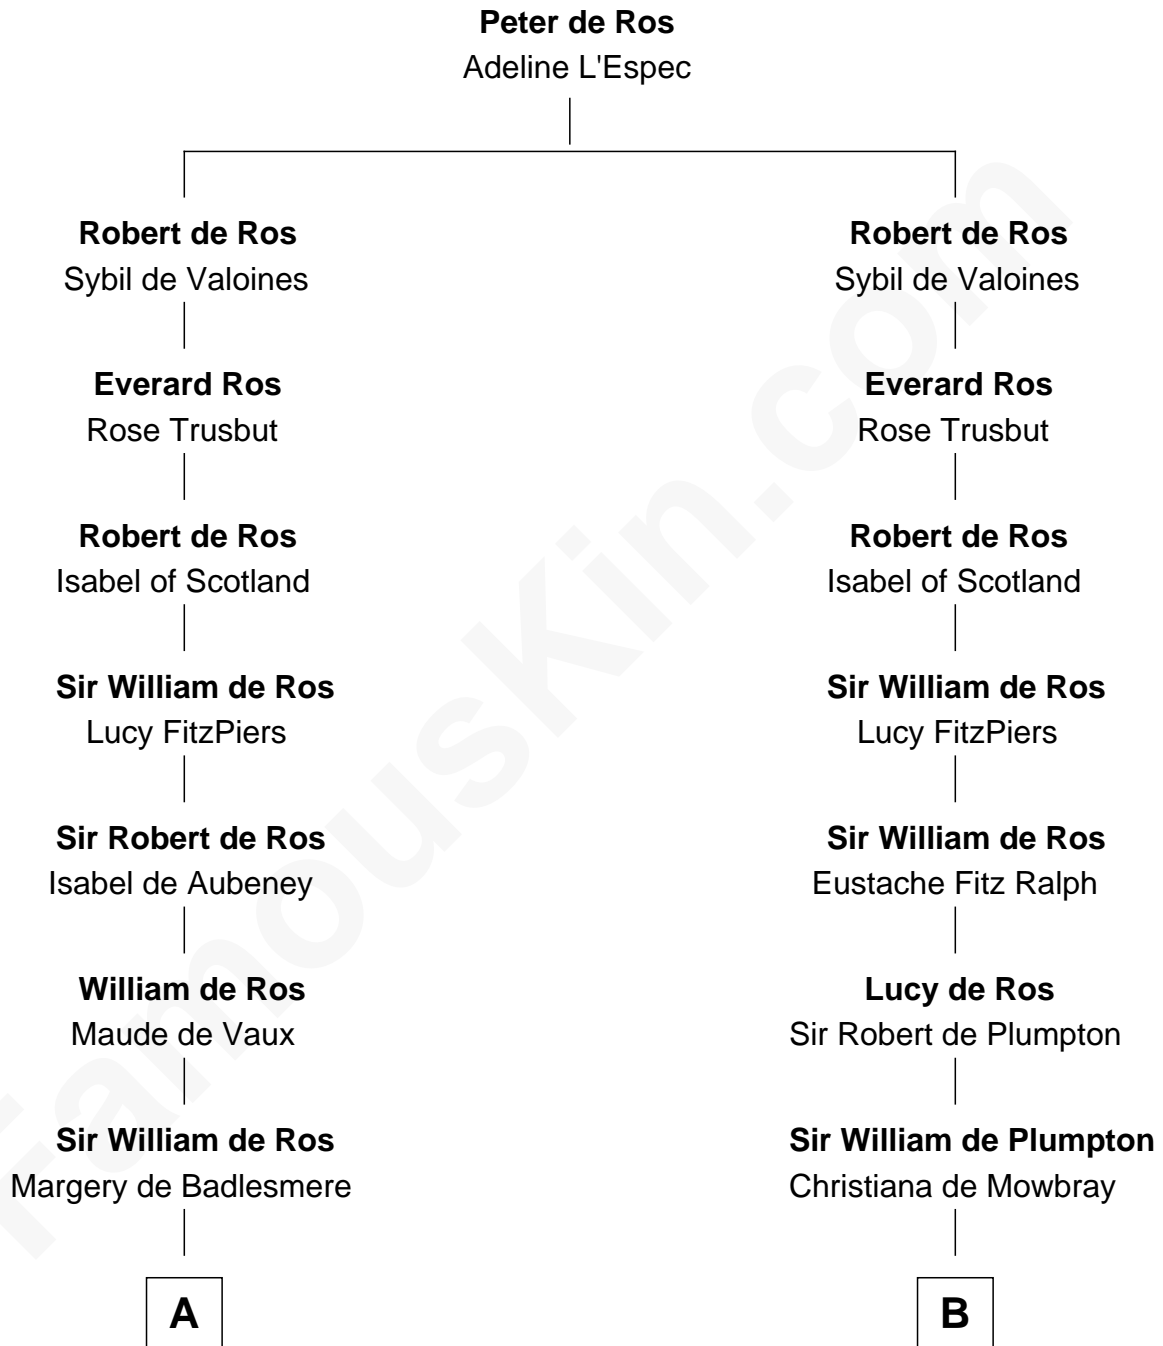 Peter de Ros
Adeline L'Espec
Robert de Ros
Sybil de Valoines
Everard Ros
Rose Trusbut
Robert de Ros
Isabel of Scotland
Sir William de Ros
Lucy FitzPiers
Sir Robert de Ros
Isabel de Aubeney
William de Ros
Maude de Vaux
Sir William de Ros
Margery de Badlesmere
A
Robert de Ros
Sybil de Valoines
Everard Ros
Rose Trusbut
Robert de Ros
Isabel of Scotland
Sir William de Ros
Lucy FitzPiers
Sir William de Ros
Eustache Fitz Ralph
Lucy de Ros
Sir Robert de Plumpton
Sir William de Plumpton
Christiana de Mowbray
B
FamousKin.com